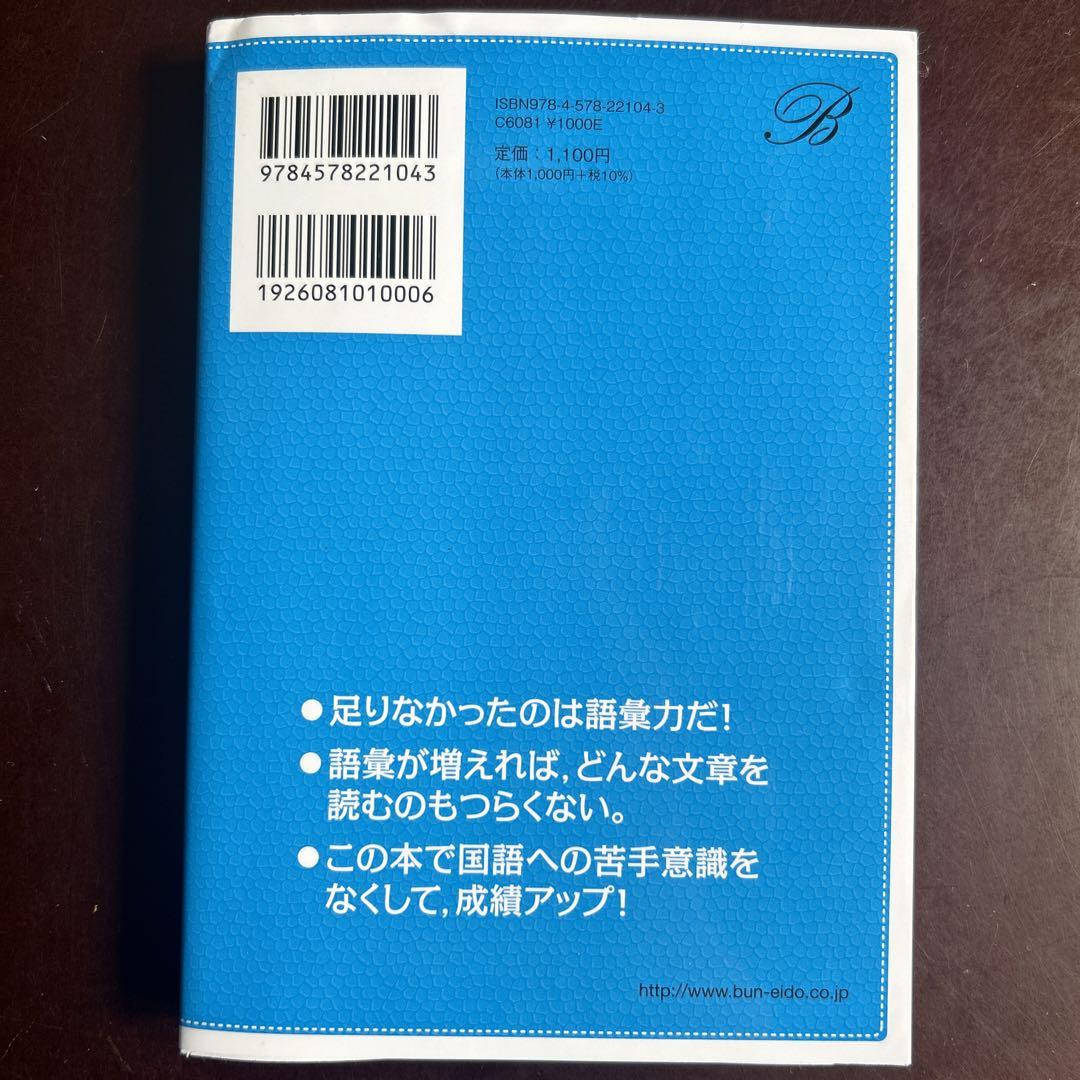 9784578221043
1926081010006
ISBN978-4-578-22104-3
C6081 ¥1000E
定価：1,100円
（本体1,000円＋税10%）
B
●足りなかったのは語彙力だ！
●語彙が増えれば，どんな文章を
読むのもつらくない。
●この本で国語への苦手意識を
なくして，成績アップ！
http://www.bun-eido.co.jp